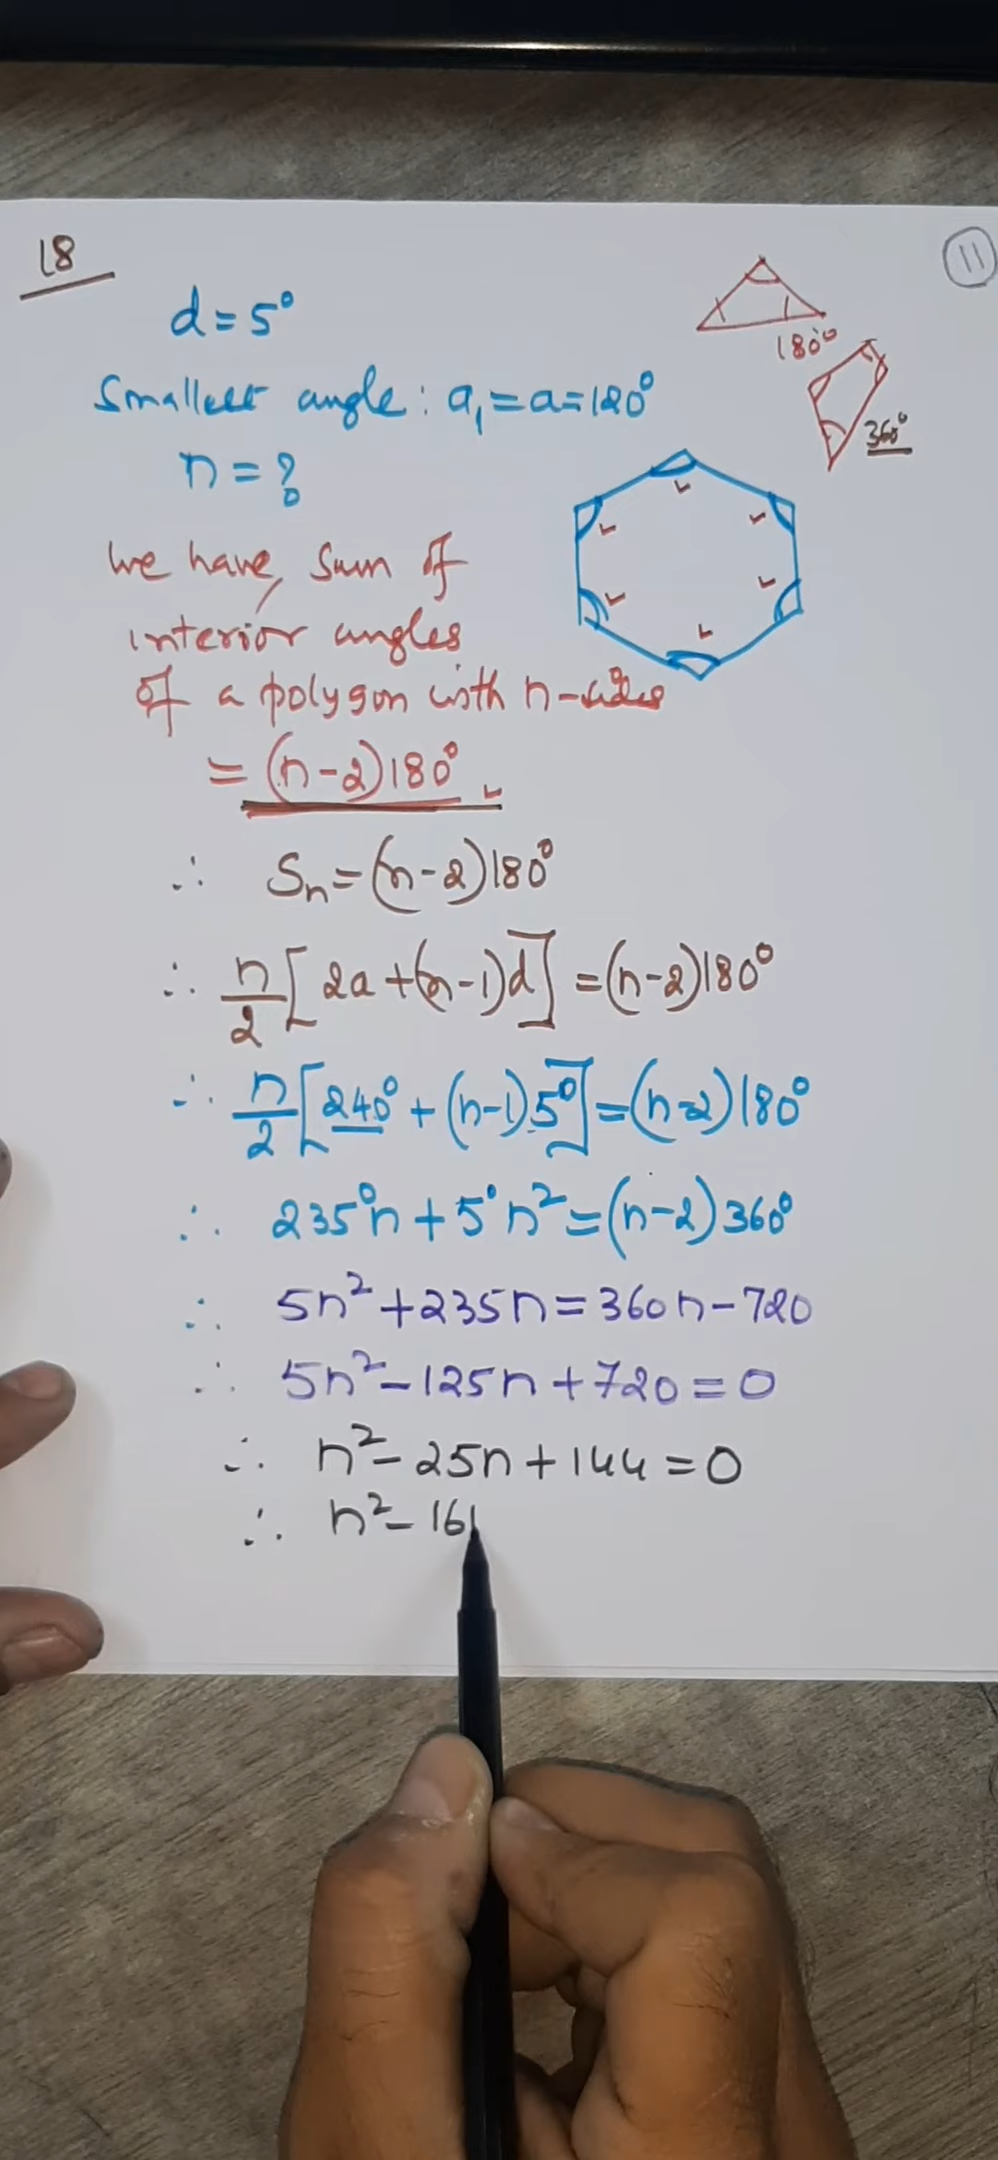 18
11
d = 5°
180°
Smallest angle : a₁ = a = 120°
360°
n = ?
We have, Sum of
interior angles
of a polygon with n-sides
= (n-2)180°
∴ Sₙ = (n-2)180°
∴ n/2 [2a + (n-1)d] = (n-2)180°
∴ n/2 [240° + (n-1)5°] = (n-2)180°
∴ 235°n + 5°n² = (n-2)360°
∴ 5n² + 235n = 360n - 720
∴ 5n² - 125n + 720 = 0
∴ n² - 25n + 144 = 0
∴ n² - 16